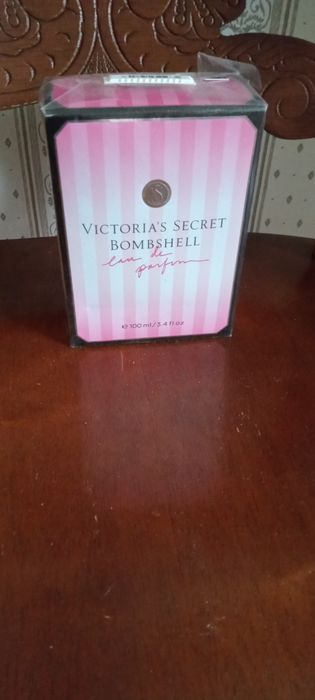 VICTORIA'S SECRET
BOMBSHELL
eau de
parfum
℮ 100 ml / 3.4 fl oz